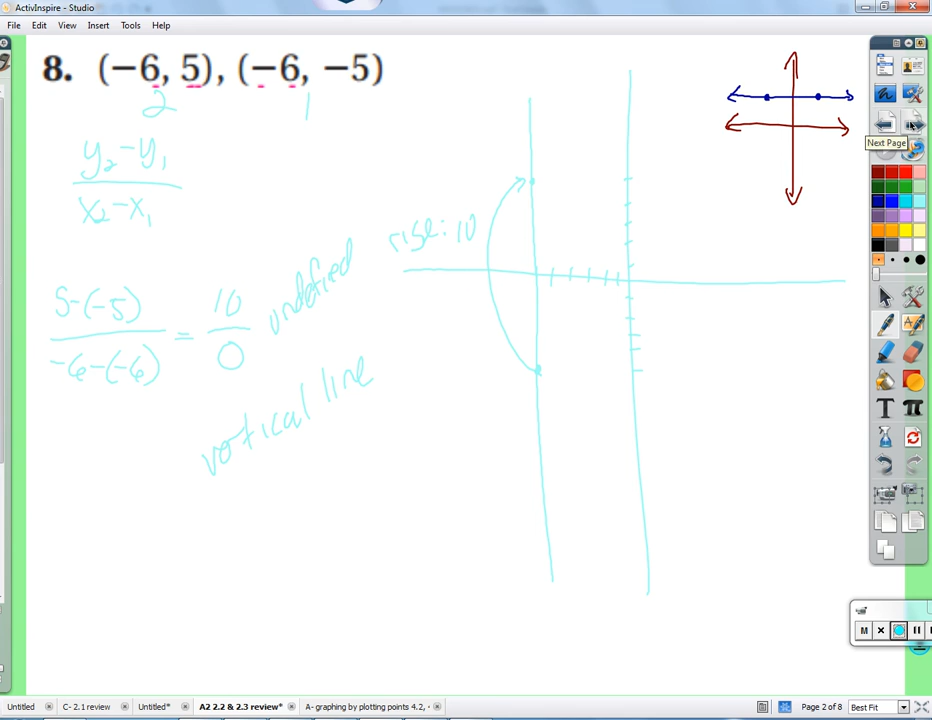 ActivInspire - Studio
File Edit View Insert Tools Help
8. (−6, 5), (−6, −5)
2 1
y₂-y₁
x₂-x₁
rise: 10
5-(-5)
-6-(-6)
=
10
0
undefined
vertical line
Next Page
T π
M
Untitled C- 2.1 review Untitled* A2 2.2 & 2.3 review* A- graphing by plotting points 4.2, Page 2 of 8 Best Fit